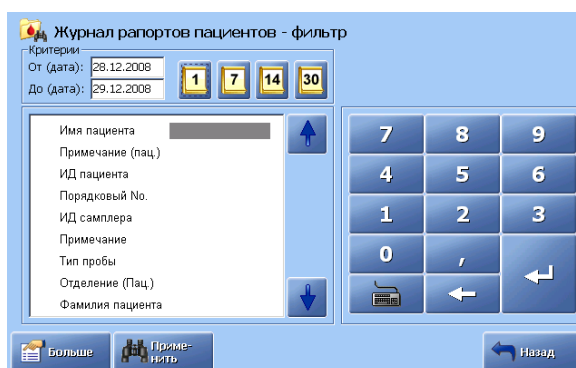 Журнал рапортов пациентов - фильтр
Критерии
От (дата): 28.12.2008
До (дата): 29.12.2008
1 7 14 30
Имя пациента
Примечание (пац.)
ИД пациента
Порядковый No.
ИД самплера
Примечание
Тип пробы
Отделение (Пац.)
Фамилия пациента
7 8 9
4 5 6
1 2 3
0 ,
Больше
Приме-
нить
Назад